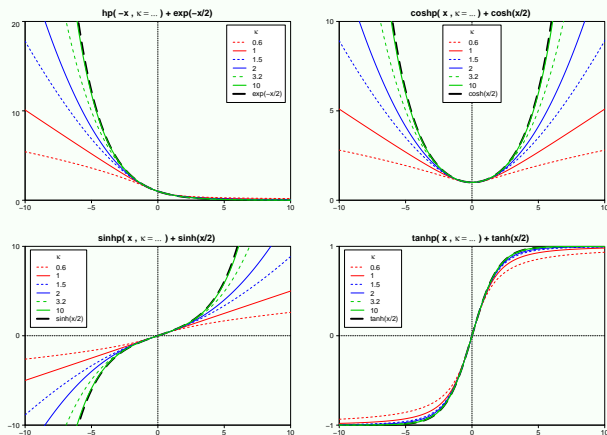 hp( −x , κ = ... ) + exp(−x/2)
20
10
0
κ
0.6
1
1.5
2
3.2
10
exp(−x/2)
−10 −5 0 5 10
coshp( x , κ = ... ) + cosh(x/2)
10
5
0
κ
0.6
1
1.5
2
3.2
10
cosh(x/2)
−10 −5 0 5 10
sinhp( x , κ = ... ) + sinh(x/2)
10
0
−10
κ
0.6
1
1.5
2
3.2
10
sinh(x/2)
−10 −5 0 5 10
tanhp( x , κ = ... ) + tanh(x/2)
1
0
−1
κ
0.6
1
1.5
2
3.2
10
tanh(x/2)
−10 −5 0 5 10